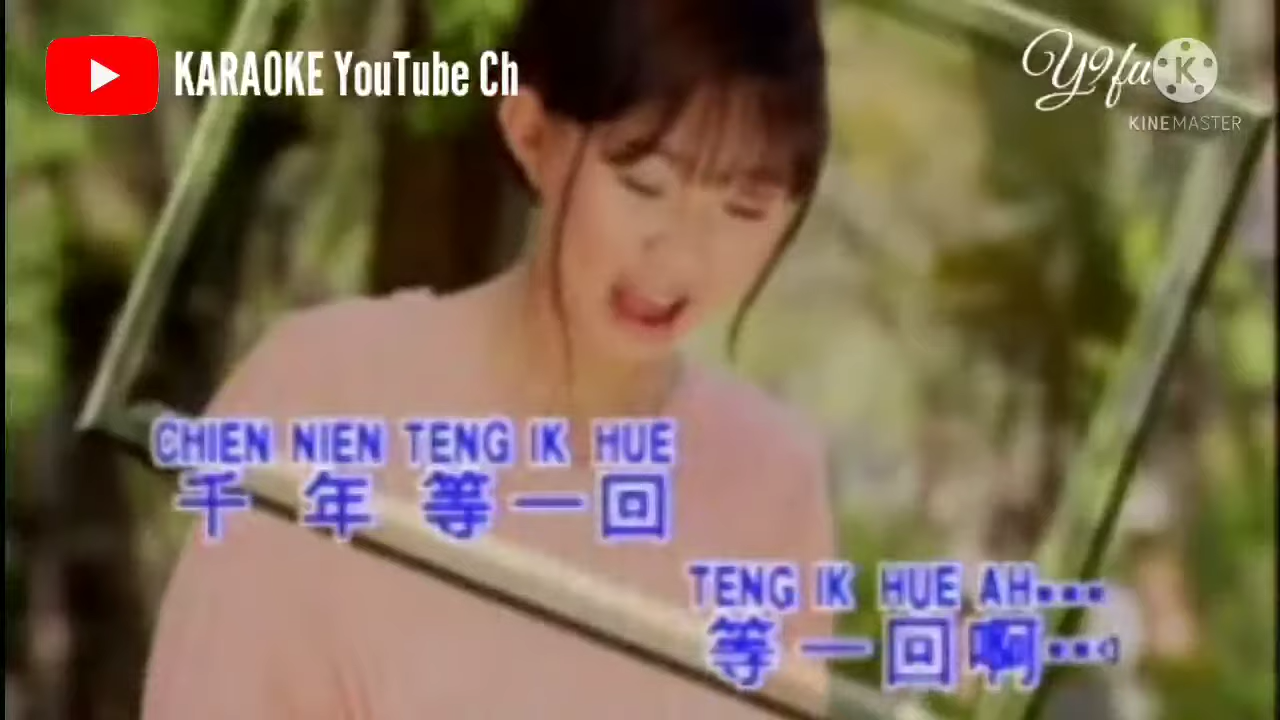 KARAOKE YouTube Ch
KINEMASTER
CHIEN NIEN TENG IK HUE
千 年 等 一 回
TENG IK HUE AH...
等 一 回 啊...